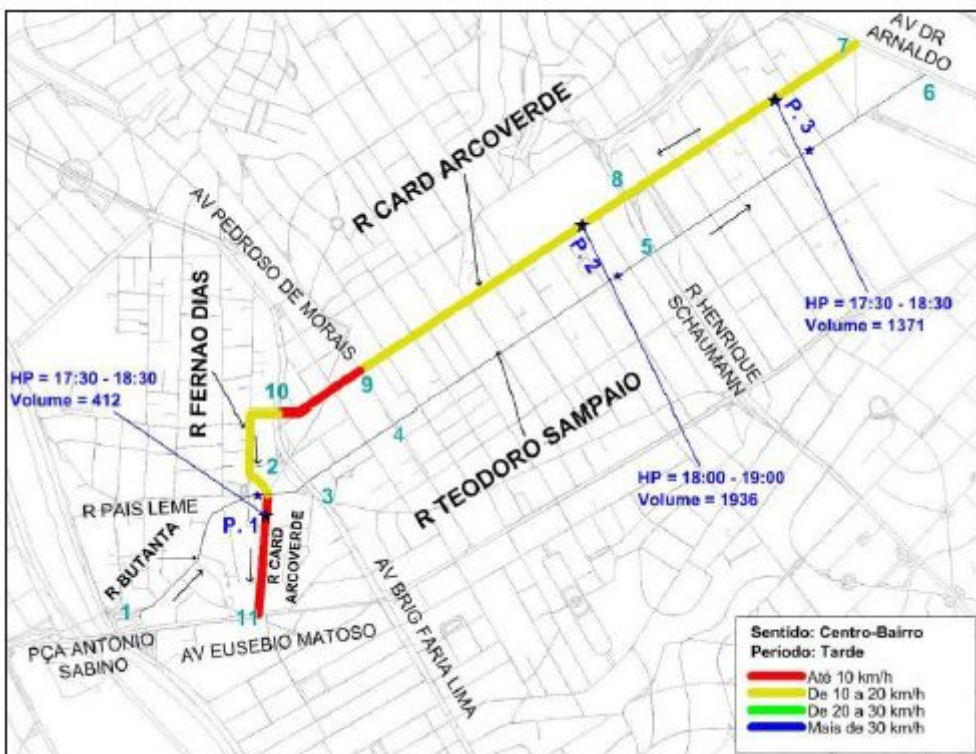 AV DR
ARNALDO
7
6
R CARD ARCOVERDE
P. 3
8
AV PEDROSO DE MORAIS
P. 2
5
R HENRIQUE
SCHAUMANN
HP = 17:30 - 18:30
Volume = 1371
R FERNAO DIAS
HP = 17:30 - 18:30
Volume = 412
10
9
4
R TEODORO SAMPAIO
2
3
HP = 18:00 - 19:00
Volume = 1936
R PAIS LEME
P. 1
R CARD
ARCOVERDE
R BUTANTA
1
11
PÇA ANTONIO
SABINO
AV EUSEBIO MATOSO
AV BRIG FARIA LIMA
Sentido: Centro-Bairro
Periodo: Tarde
Até 10 km/h
De 10 a 20 km/h
De 20 a 30 km/h
Mais de 30 km/h